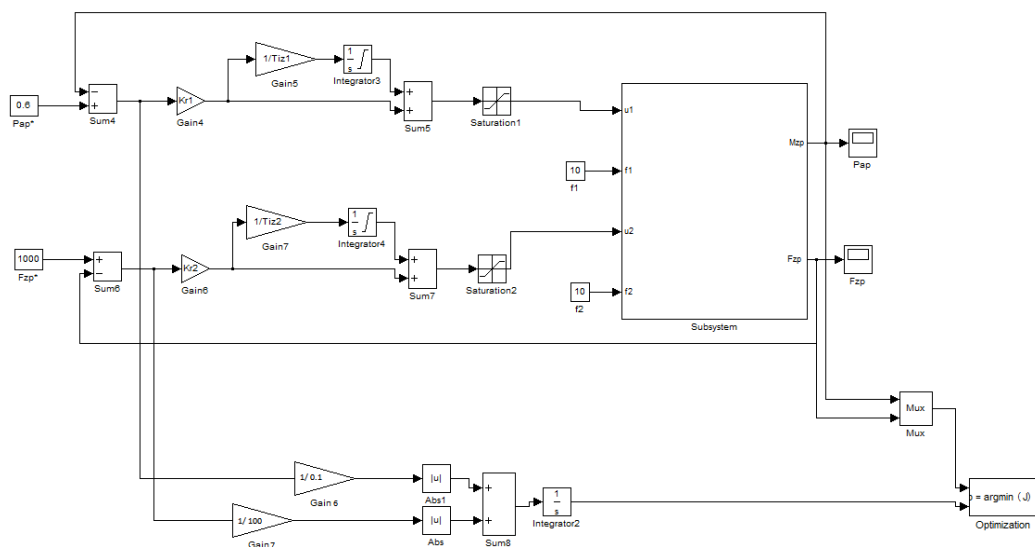 1/Tiz1
Gain5
1
s
Integrator3
0.6
Pap*
Sum4
Kr1
Gain4
+
+
Sum5
Saturation1
u1
f1
u2
f2
Mzp
Fzp
Subsystem
Pap
10
f1
1/Tiz2
Gain7
1
s
Integrator4
1000
Fzp*
+
−
Sum6
Kr2
Gain6
+
+
Sum7
Saturation2
10
f2
Fzp
−
+
Mux
Mux
1/ 0.1
Gain 6
|u|
Abs1
1/ 100
Gain7
|u|
Abs
+
+
Sum8
1
s
Integrator2
= argmin ( J)
Optimization